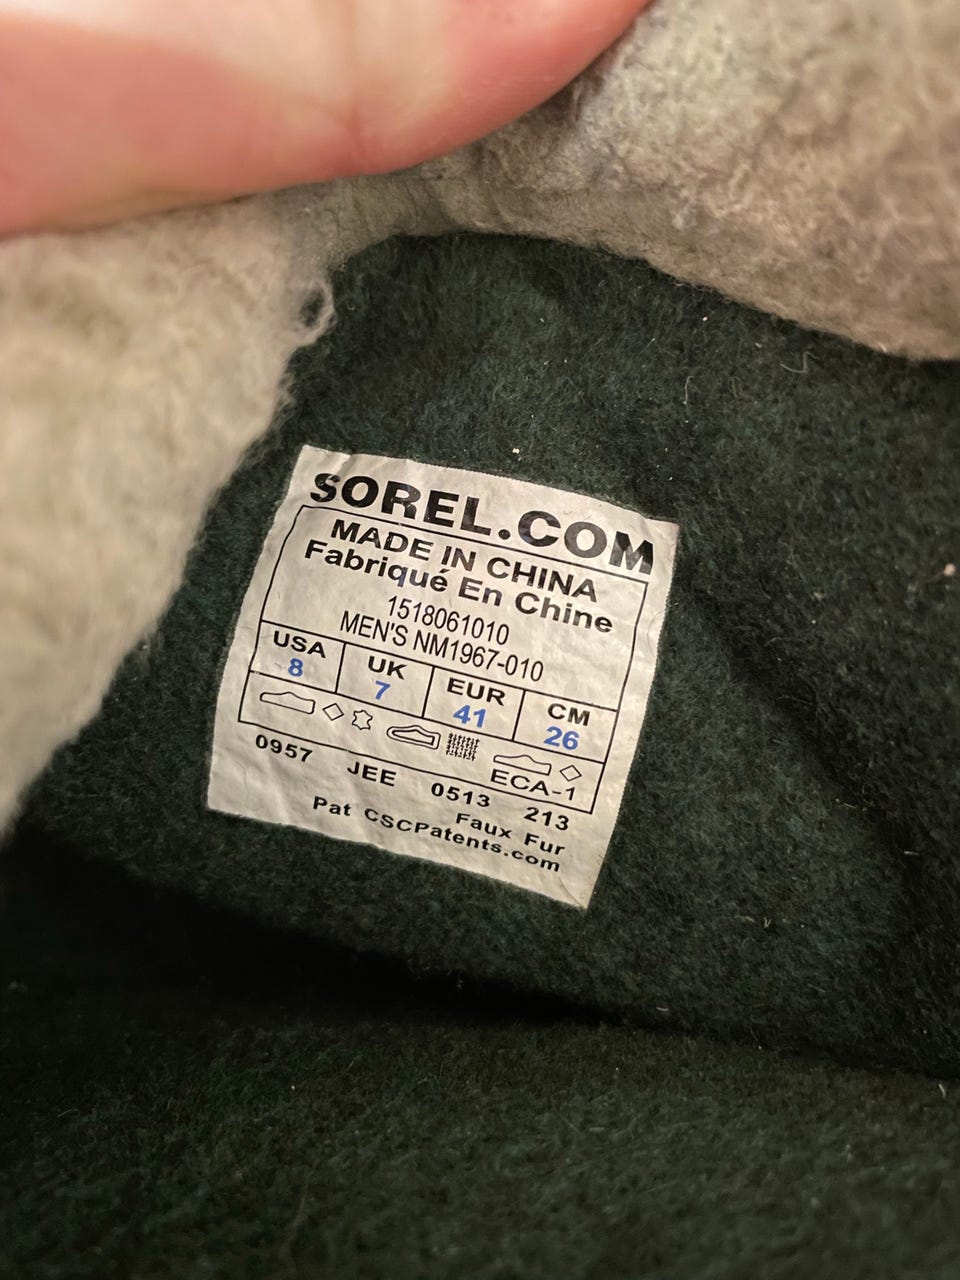 SOREL.COM
MADE IN CHINA
Fabriqué En Chine
1518061010
MEN'S NM1967-010
USA UK EUR CM
8 7 41 26
ECA-1
0957 JEE 0513 213
Faux Fur
Pat CSCPatents.com